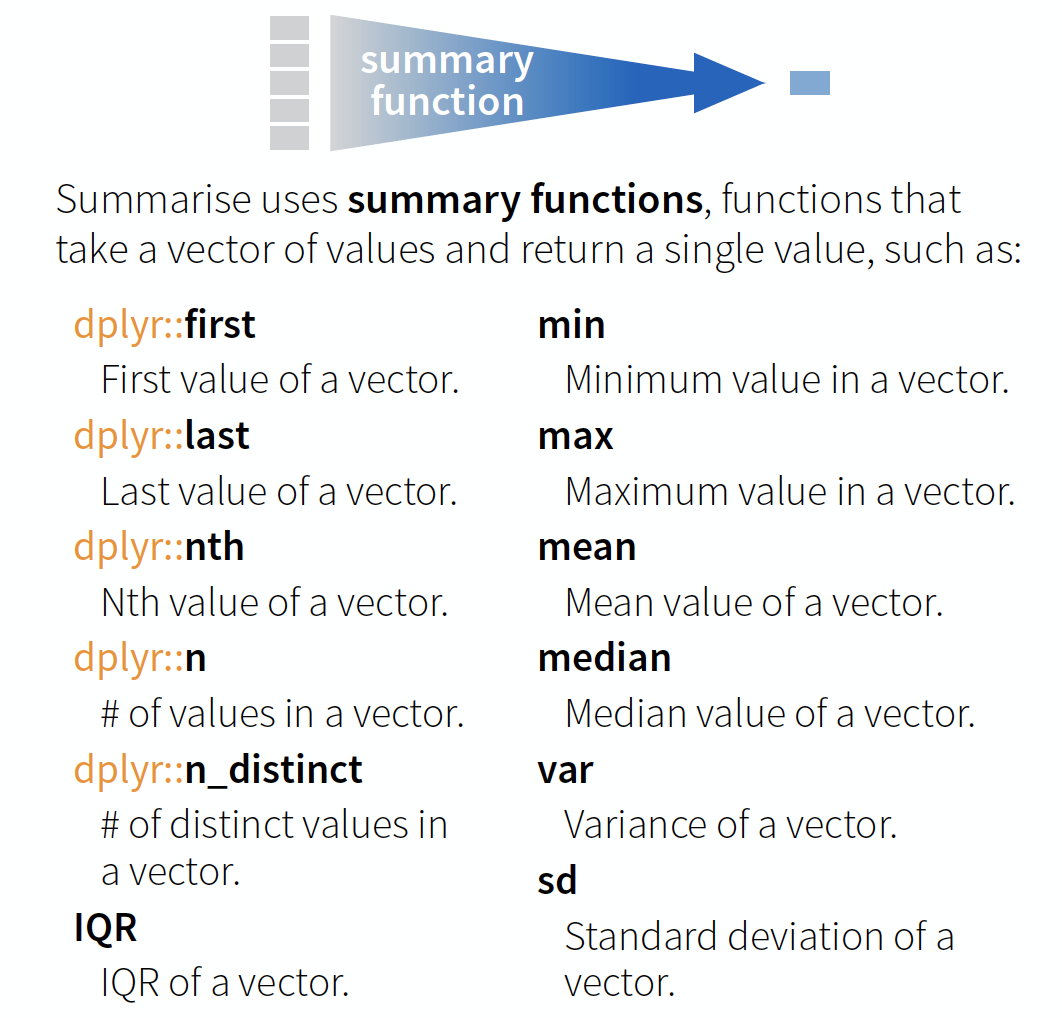 summary
function
Summarise uses summary functions, functions that
take a vector of values and return a single value, such as:
dplyr::first
First value of a vector.
dplyr::last
Last value of a vector.
dplyr::nth
Nth value of a vector.
dplyr::n
# of values in a vector.
dplyr::n_distinct
# of distinct values in
a vector.
IQR
IQR of a vector.
min
Minimum value in a vector.
max
Maximum value in a vector.
mean
Mean value of a vector.
median
Median value of a vector.
var
Variance of a vector.
sd
Standard deviation of a
vector.